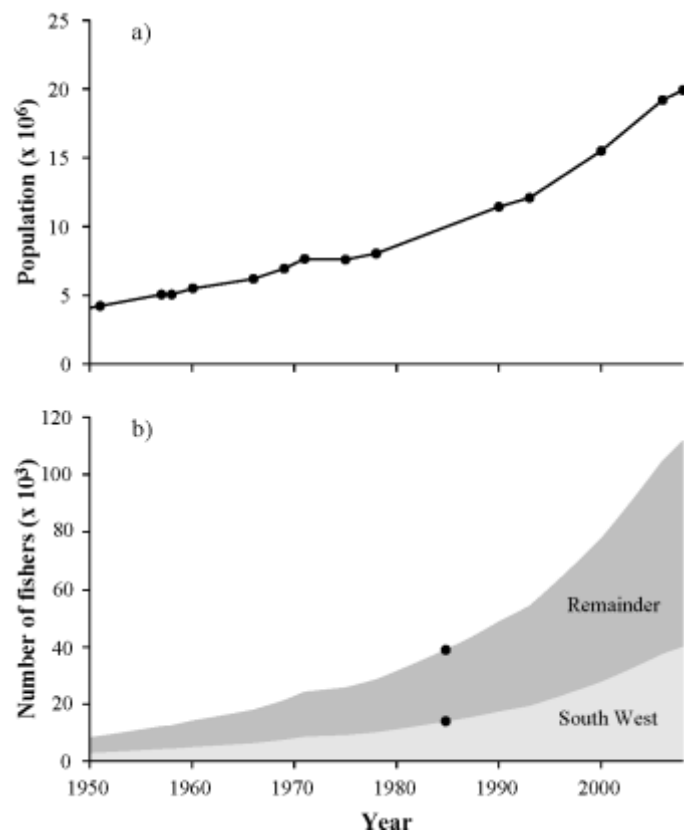 a)
Population (x 10⁶)
25
20
15
10
5
0
b)
Number of fishers (x 10³)
120
100
80
60
40
20
0
Remainder
South West
1950 1960 1970 1980 1990 2000
Year